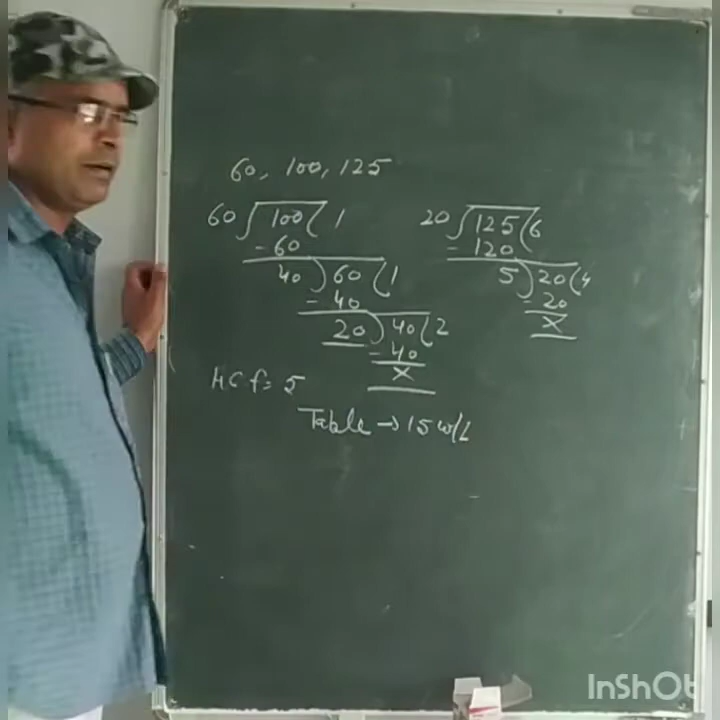 60, 100, 125
60 ) 100 ( 1
- 60
40 ) 60 ( 1
- 40
20 ) 40 ( 2
- 40
x
20 ) 125 ( 6
- 120
5 ) 20 ( 4
- 20
x
HCf = 5
Table → 15
InShOt